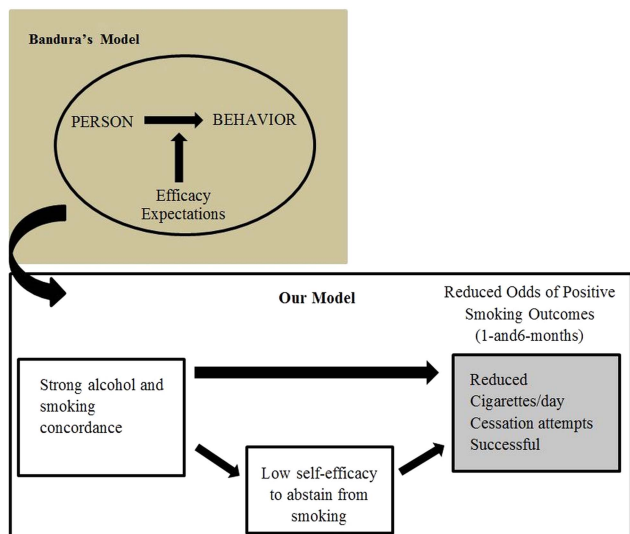 Bandura's Model
PERSON
BEHAVIOR
Efficacy
Expectations
Our Model
Reduced Odds of Positive
Smoking Outcomes
(1-and6-months)
Strong alcohol and
smoking
concordance
Low self-efficacy
to abstain from
smoking
Reduced
Cigarettes/day
Cessation attempts
Successful